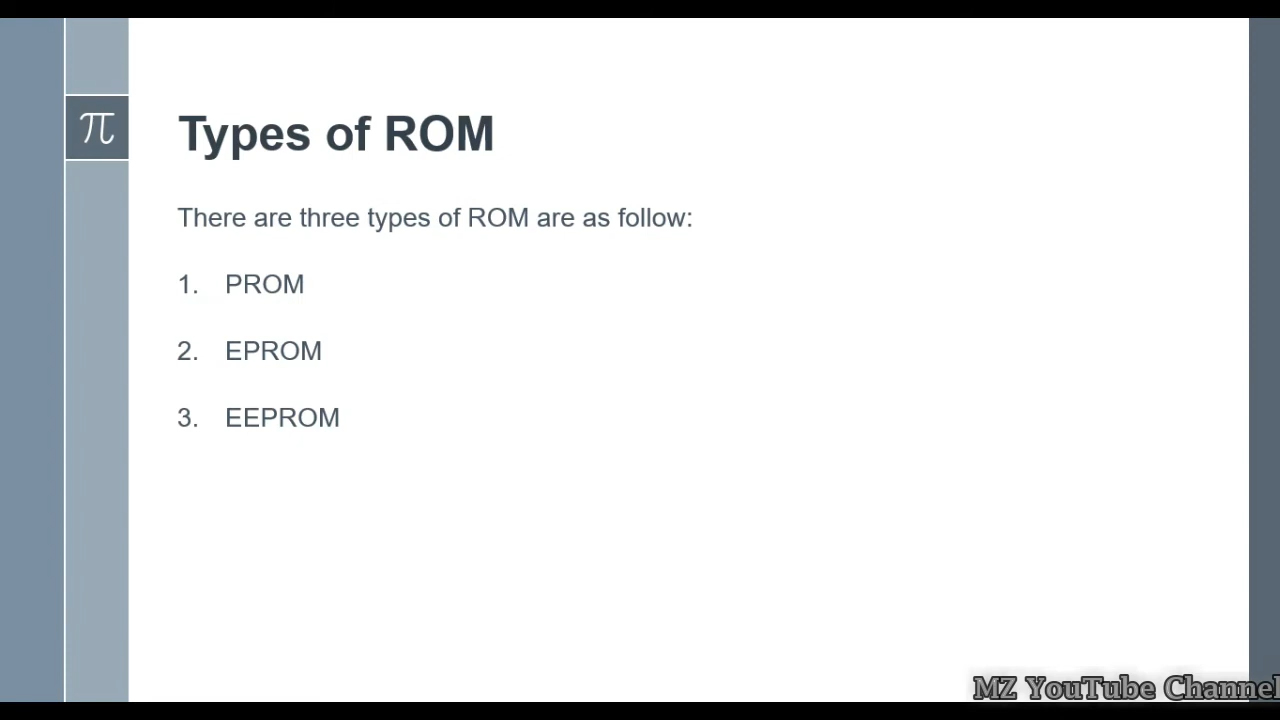 π
Types of ROM
There are three types of ROM are as follow:
1. PROM
2. EPROM
3. EEPROM
MZ YouTube Channel